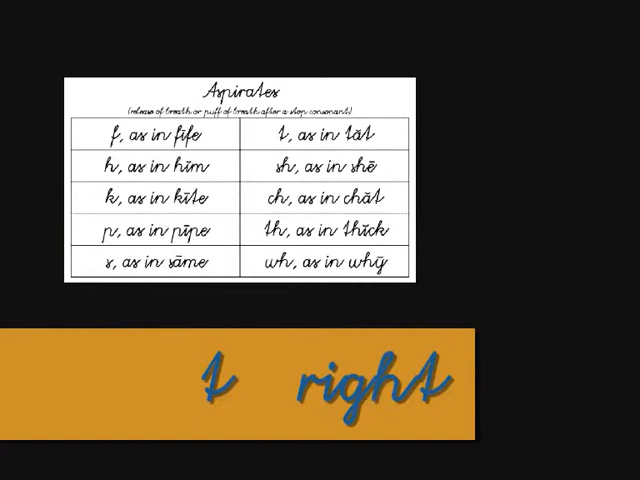 Aspirates
(release of breath or puff of breath after a stop consonant)
f, as in fīfe
t, as in tăt
h, as in hĭm
sh, as in shē
k, as in kīte
ch, as in chăt
p, as in pīpe
th, as in thĭck
s, as in sāme
wh, as in whȳ
t right